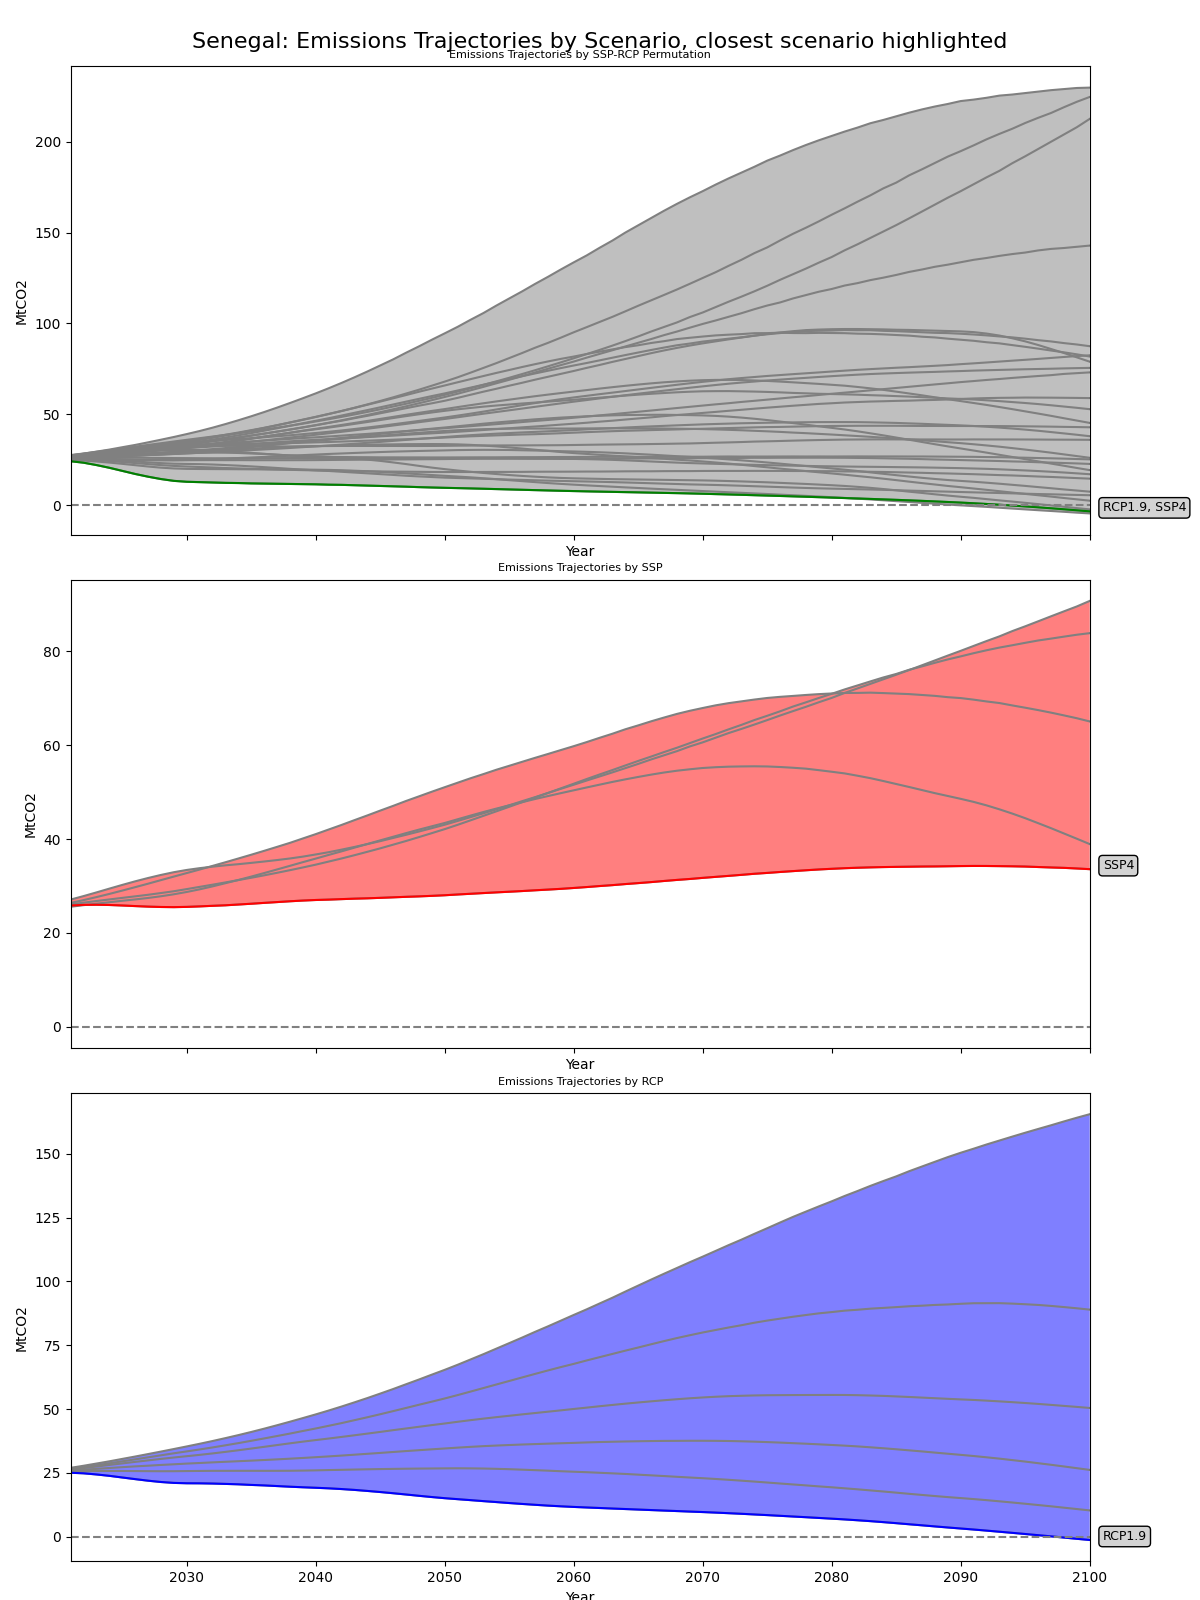 Senegal: Emissions Trajectories by Scenario, closest scenario highlighted
Emissions Trajectories by SSP-RCP Permutation
200
150
100
50
0
MtCO2
RCP1.9, SSP4
Year
Emissions Trajectories by SSP
80
60
40
20
0
MtCO2
SSP4
Year
Emissions Trajectories by RCP
150
125
100
75
50
25
0
MtCO2
RCP1.9
2030 2040 2050 2060 2070 2080 2090 2100
Year